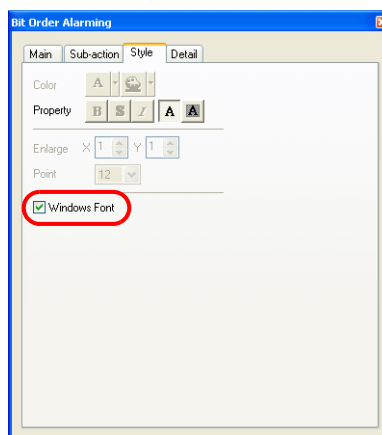 Bit Order Alarming
Main Sub-action Style Detail
Color A
Property B S I A A
Enlarge X 1 Y 1
Point 12
Windows Font